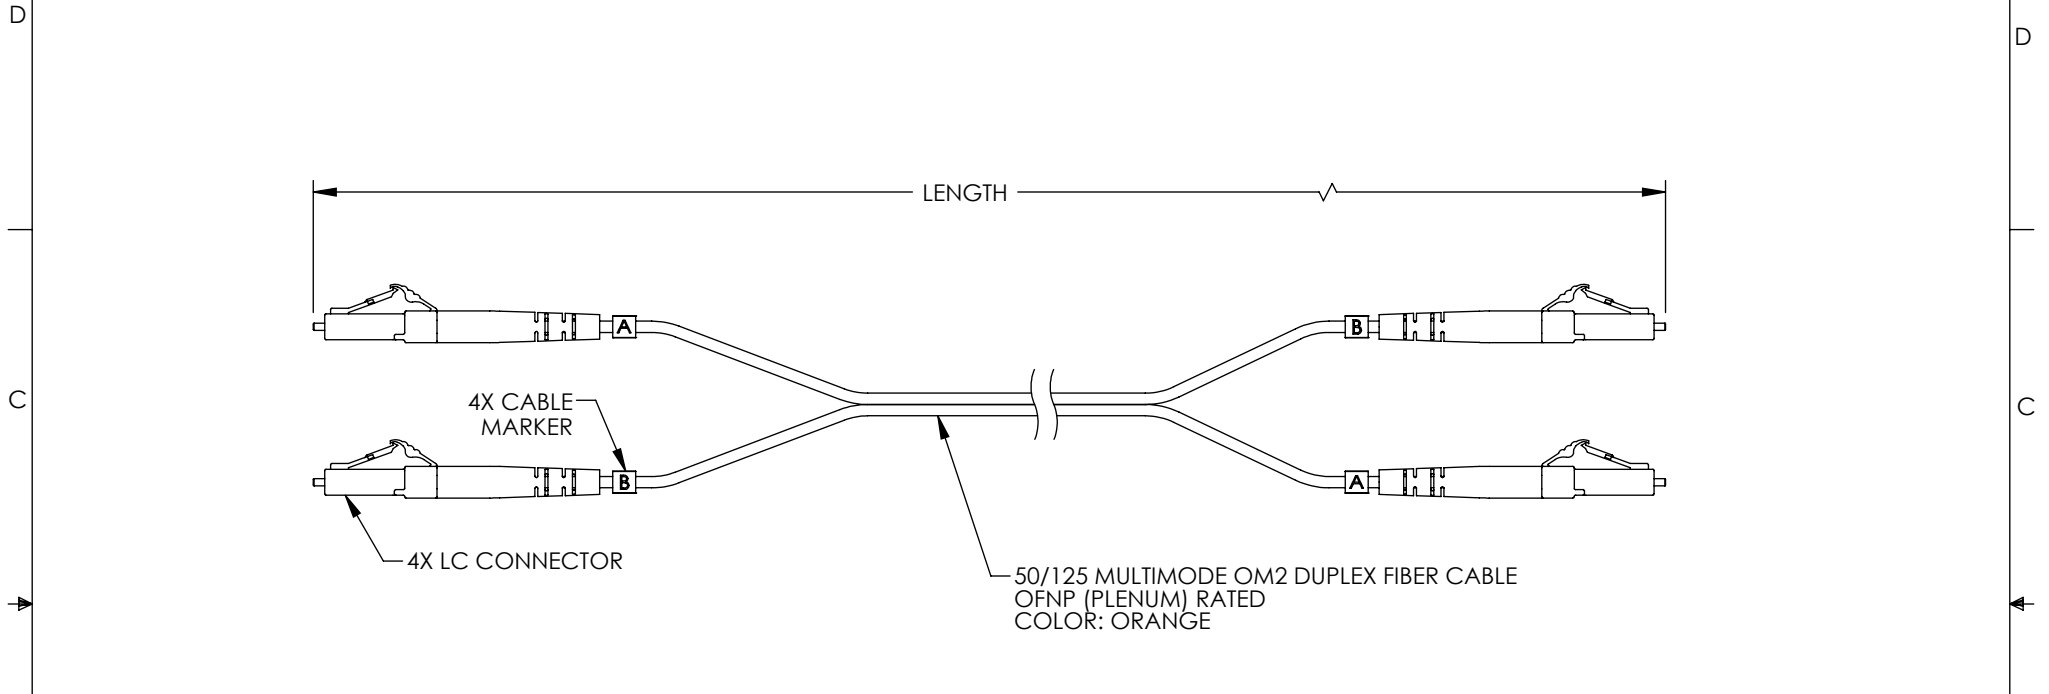 D
D
LENGTH
A
B
C
4X CABLE
MARKER
C
B
A
4X LC CONNECTOR
50/125 MULTIMODE OM2 DUPLEX FIBER CABLE
OFNP (PLENUM) RATED
COLOR: ORANGE